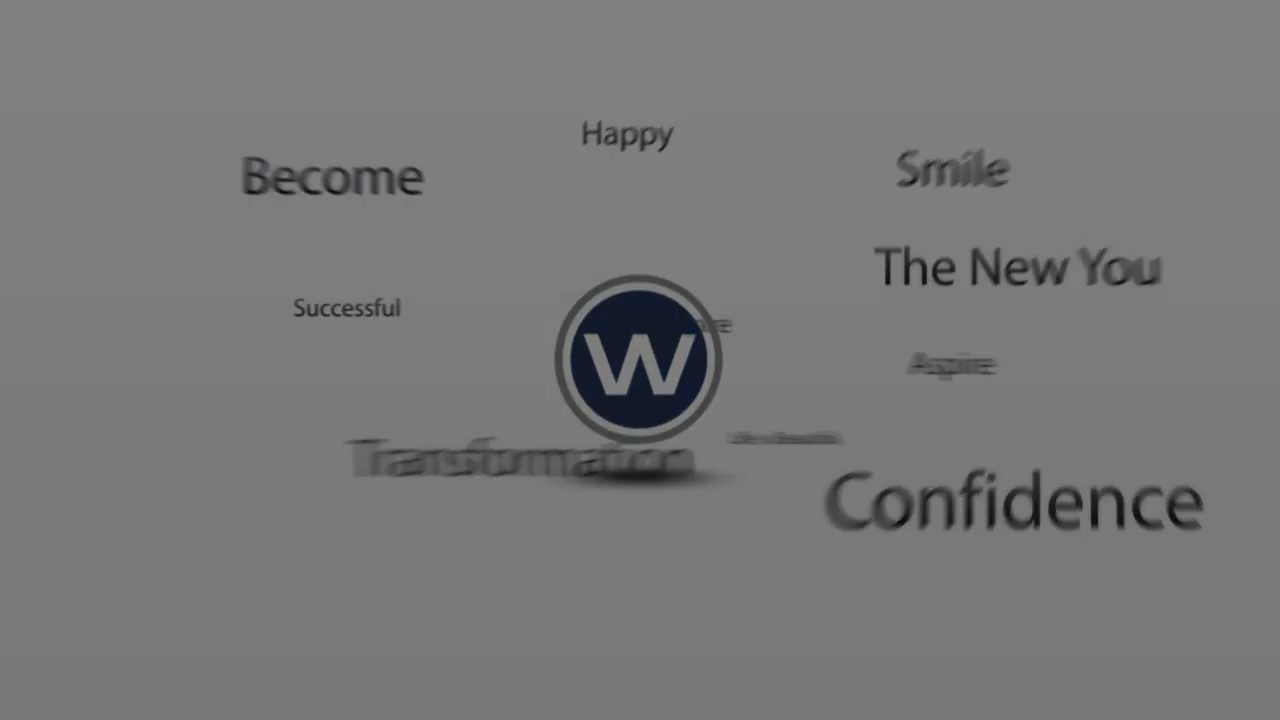 Happy
Become
Smile
The New You
Successful
W
Aspire
Transformation
Confidence